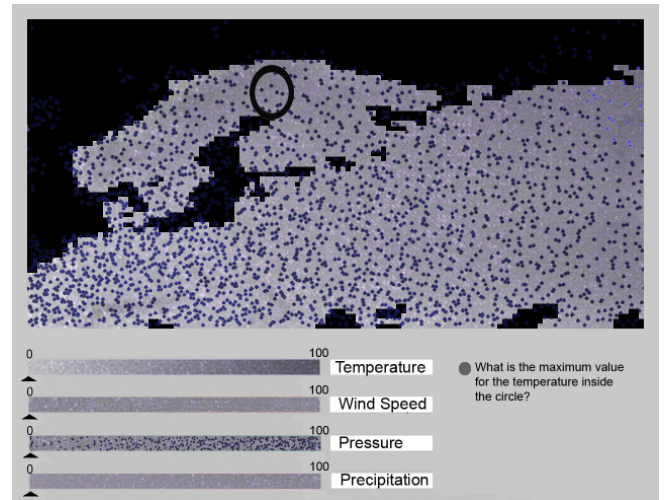 0
100
Temperature
What is the maximum value
for the temperature inside
the circle?
0
100
Wind Speed
0
100
Pressure
0
100
Precipitation